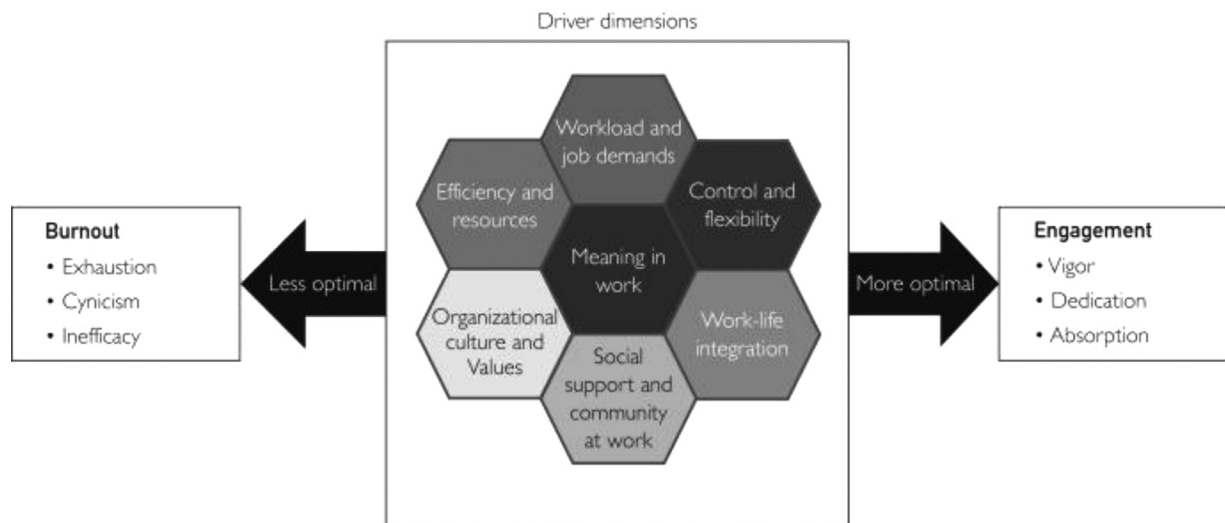 Driver dimensions
Workload and
job demands
Efficiency and
resources
Control and
flexibility
Meaning in
work
Organizational
culture and
Values
Work-life
integration
Social
support and
community
at work
Burnout
• Exhaustion
• Cynicism
• Inefficacy
Less optimal
More optimal
Engagement
• Vigor
• Dedication
• Absorption